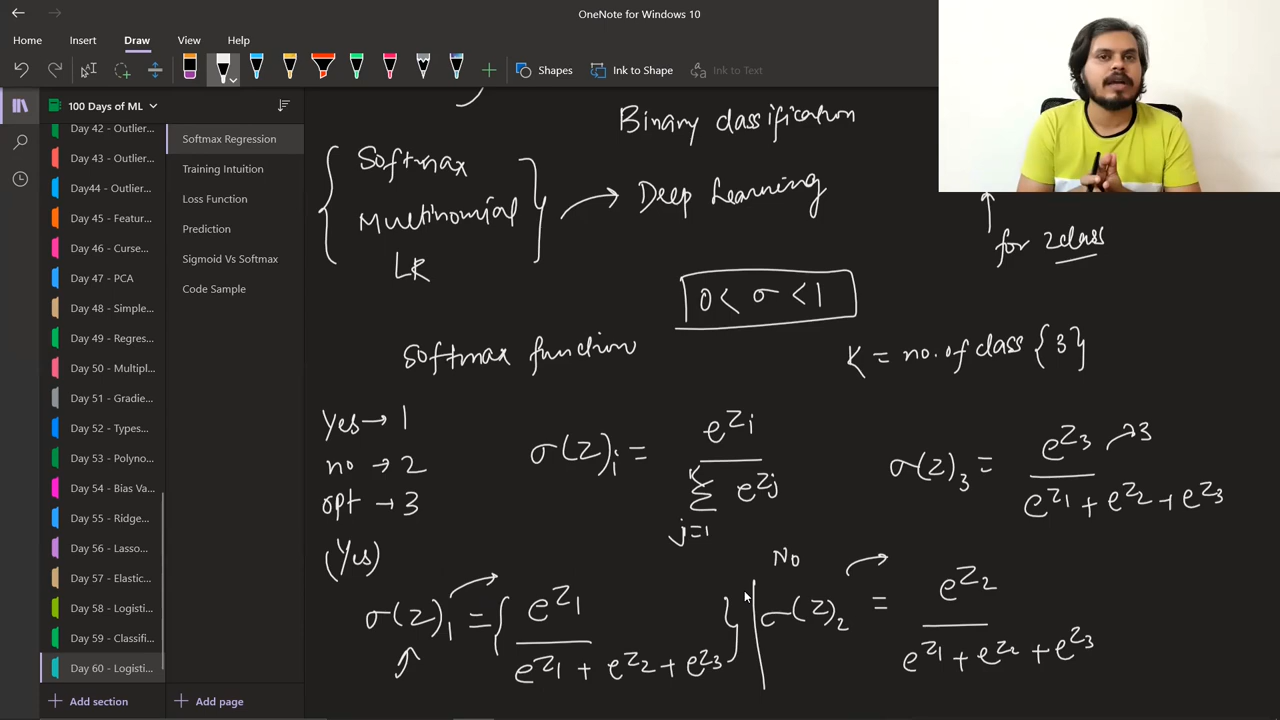 OneNote for Windows 10
Home Insert Draw View Help
Shapes Ink to Shape Ink to Text
100 Days of ML
Day 42 - Outlier...
Day 43 - Outlier...
Day44 - Outlier...
Day 45 - Featur...
Day 46 - Curse...
Day 47 - PCA
Day 48 - Simple...
Day 49 - Regres...
Day 50 - Multipl...
Day 51 - Gradie...
Day 52 - Types...
Day 53 - Polyno...
Day 54 - Bias Va...
Day 55 - Ridge...
Day 56 - Lasso...
Day 57 - Elastic...
Day 58 - Logisti...
Day 59 - Classifi...
Day 60 - Logisti...
Add section
Softmax Regression
Training Intuition
Loss Function
Prediction
Sigmoid Vs Softmax
Code Sample
Add page
Binary classification
Softmax
Multinomial
LR
→ Deep Learning
for 2 class
0 < σ < 1
Softmax function
K = no. of class {3}
Yes → 1
no → 2
opt → 3
(Yes)
σ(z)i = e^zi / Σ_{j=1}^{K} e^zj
σ(z)3 = e^z3 / e^z1 + e^z2 + e^z3
→ 3
σ(z)1 = { e^z1 / e^z1 + e^z2 + e^z3 }
No
σ(z)2 = e^z2 / e^z1 + e^z2 + e^z3